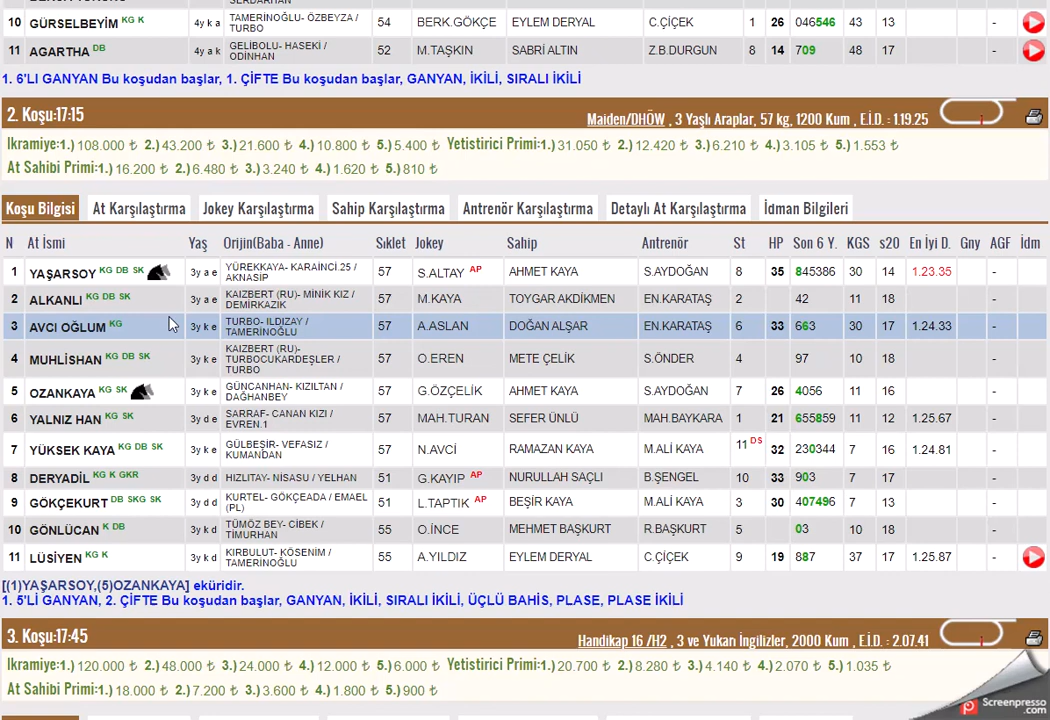 10 GÜRSELBEYİM KG K 4y k a TAMERİNOĞLU- ÖZBEYZA / TURBO 54 BERK.GÖKÇE EYLEM DERYAL C.ÇİÇEK 1 26 046546 43 13 -
11 AGARTHA DB 4y a k GELİBOLU- HASEKİ / ODİNHAN 52 M.TAŞKIN SABRİ ALTIN Z.B.DURGUN 8 14 709 48 17 -
1. 6'LI GANYAN Bu koşudan başlar, 1. ÇİFTE Bu koşudan başlar, GANYAN, İKİLİ, SIRALI İKİLİ
2. Koşu:17:15
Maiden/DHÖW , 3 Yaşlı Araplar, 57 kg, 1200 Kum , E.İ.D. : 1.19.25
Ikramiye:1.) 108.000 ₺ 2.) 43.200 ₺ 3.) 21.600 ₺ 4.) 10.800 ₺ 5.) 5.400 ₺ Yetistirici Primi:1.) 31.050 ₺ 2.) 12.420 ₺ 3.) 6.210 ₺ 4.) 3.105 ₺ 5.) 1.553 ₺
At Sahibi Primi:1.) 16.200 ₺ 2.) 6.480 ₺ 3.) 3.240 ₺ 4.) 1.620 ₺ 5.) 810 ₺
Koşu Bilgisi At Karşılaştırma Jokey Karşılaştırma Sahip Karşılaştırma Antrenör Karşılaştırma Detaylı At Karşılaştırma İdman Bilgileri
N At İsmi Yaş Orijin(Baba - Anne) Sıklet Jokey Sahip Antrenör St HP Son 6 Y. KGS s20 En İyi D. Gny AGF İdm
1 YAŞARSOY KG DB SK 3y a e YÜREKKAYA- KARAİNCİ.25 / AKNASIP 57 S.ALTAY AP AHMET KAYA S.AYDOĞAN 8 35 845386 30 14 1.23.35 -
2 ALKANLI KG DB SK 3y a e KAIZBERT (RU)- MİNİK KIZ / DEMİRKAZIK 57 M.KAYA TOYGAR AKDİKMEN EN.KARATAŞ 2 42 11 18 -
3 AVCI OĞLUM KG 3y k e TURBO- ILDIZAY / TAMERİNOĞLU 57 A.ASLAN DOĞAN ALŞAR EN.KARATAŞ 6 33 663 30 17 1.24.33 -
4 MUHLİSHAN KG DB SK 3y k e KAIZBERT (RU)- TURBOCUKARDEŞLER / TURBO 57 O.EREN METE ÇELİK S.ÖNDER 4 97 10 18 -
5 OZANKAYA KG SK 3y k e GÜNCANHAN- KIZILTAN / DAĞHANBEY 57 G.ÖZÇELİK AHMET KAYA S.AYDOĞAN 7 26 4056 11 16 -
6 YALNIZ HAN KG SK 3y d e SARRAF- CANAN KIZI / EVREN.1 57 MAH.TURAN SEFER ÜNLÜ MAH.BAYKARA 1 21 655859 11 12 1.25.67 -
7 YÜKSEK KAYA KG DB SK 3y d e GÜLBEŞİR- VEFASIZ / KUMANDAN 57 N.AVCİ RAMAZAN KAYA M.ALİ KAYA 11 DS 32 230344 7 16 1.24.81 -
8 DERYADİL KG K GKR 3y d d HIZLITAY- NİSASU / YELHAN 51 G.KAYIP AP NURULLAH SAÇLI B.ŞENGEL 10 33 903 7 17 -
9 GÖKÇEKURT DB SKG SK 3y d d KURTEL- GÖKÇEADA / EMAEL (PL) 51 L.TAPTIK AP BEŞİR KAYA M.ALİ KAYA 3 30 407496 7 13 -
10 GÖNLÜCAN K DB 3y k d TÜMÖZ BEY- CİBEK / TİMURHAN 55 O.İNCE MEHMET BAŞKURT R.BAŞKURT 5 03 10 18 -
11 LÜSİYEN KG K 3y k d KIRBULUT- KÖSENİM / TAMERİNOĞLU 55 A.YILDIZ EYLEM DERYAL C.ÇİÇEK 9 19 887 37 17 1.25.87 -
[(1)YAŞARSOY,(5)OZANKAYA] eküridir.
1. 5'Lİ GANYAN, 2. ÇİFTE Bu koşudan başlar, GANYAN, İKİLİ, SIRALI İKİLİ, ÜÇLÜ BAHİS, PLASE, PLASE İKİLİ
3. Koşu:17:45
Handikap 16 /H2 , 3 ve Yukarı İngilizler, 2000 Kum , E.İ.D. : 2.07.41
Ikramiye:1.) 120.000 ₺ 2.) 48.000 ₺ 3.) 24.000 ₺ 4.) 12.000 ₺ 5.) 6.000 ₺ Yetistirici Primi:1.) 20.700 ₺ 2.) 8.280 ₺ 3.) 4.140 ₺ 4.) 2.070 ₺ 5.) 1.035 ₺
At Sahibi Primi:1.) 18.000 ₺ 2.) 7.200 ₺ 3.) 3.600 ₺ 4.) 1.800 ₺ 5.) 900 ₺
Screenpresso
.com